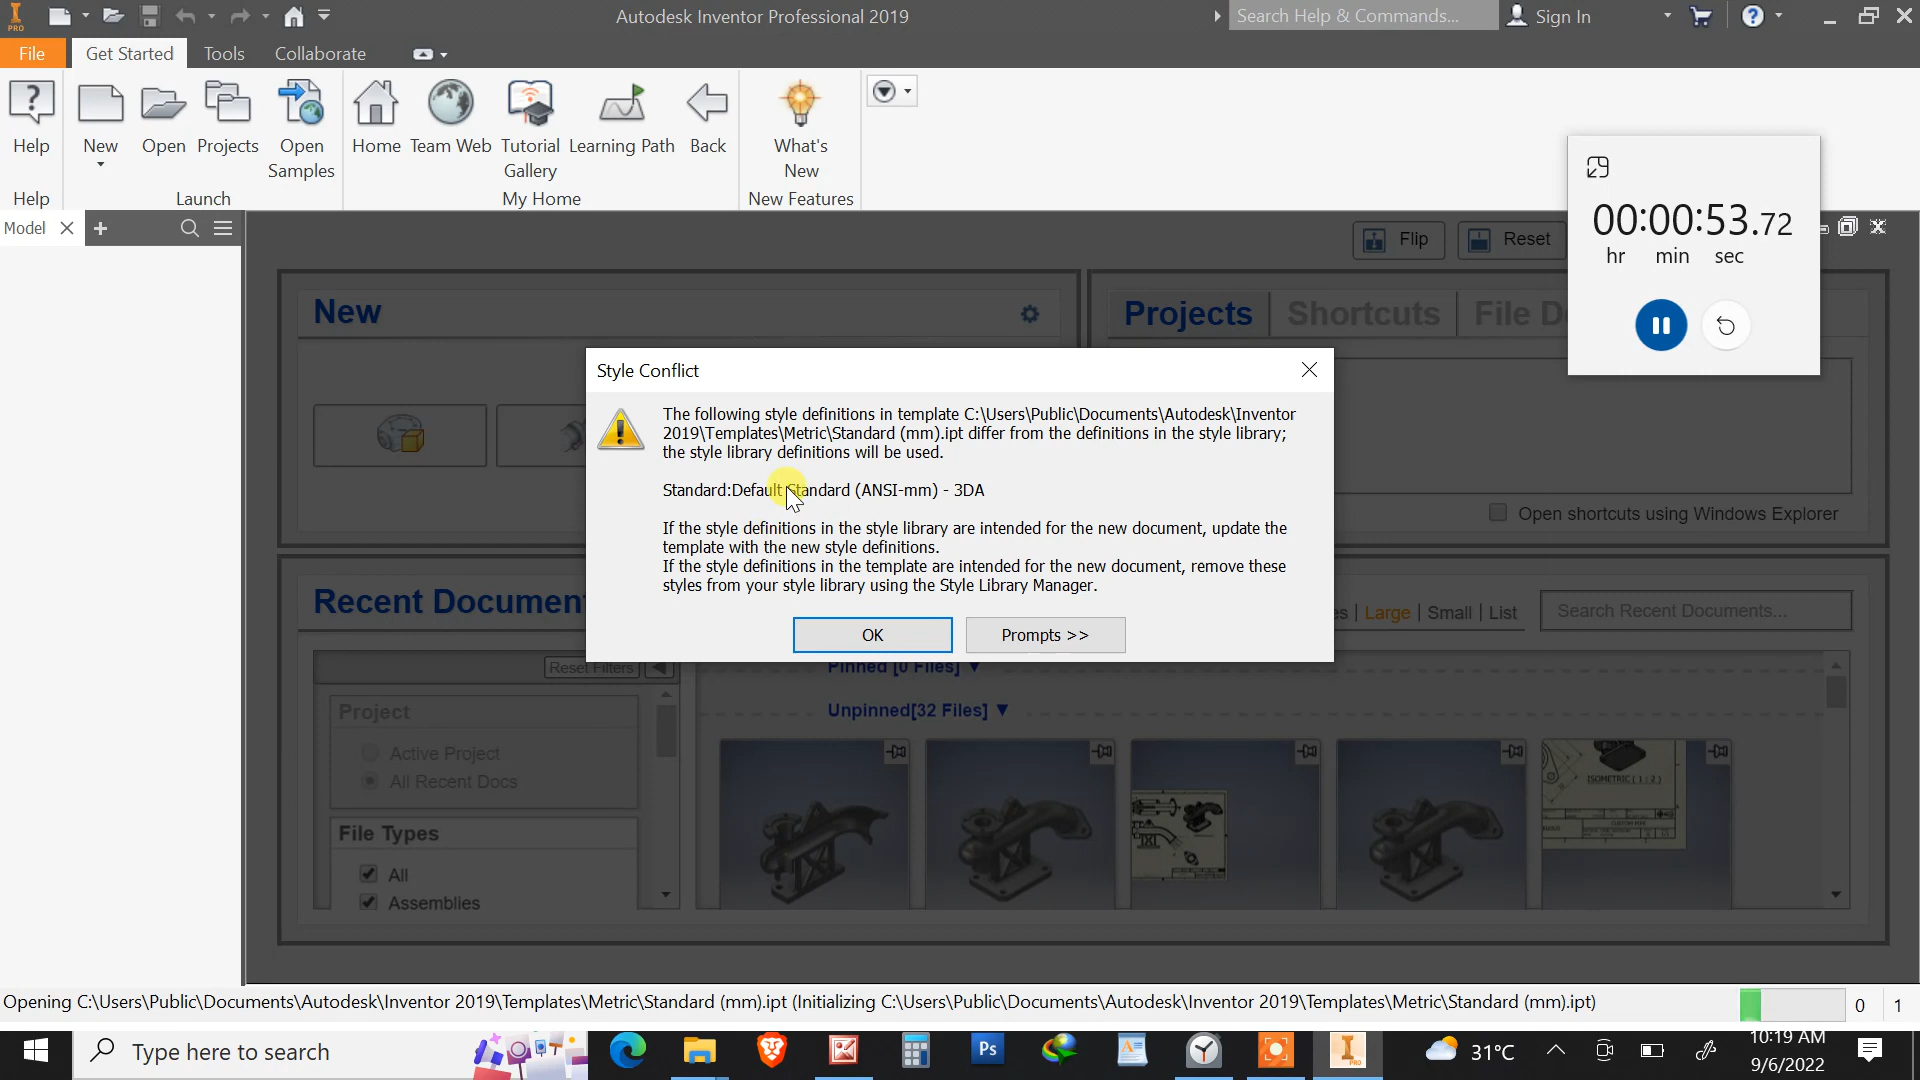 PRO
Autodesk Inventor Professional 2019
Search Help & Commands...
Sign In
File
Get Started
Tools
Collaborate
Help
New
Open
Projects
Open
Samples
Home
Team Web
Tutorial
Gallery
Learning Path
Back
What's
New
Help
Launch
My Home
New Features
Model
00:00:53.72
hr min sec
Flip
Reset
New
Projects
Shortcuts
File D
Style Conflict
The following style definitions in template C:\Users\Public\Documents\Autodesk\Inventor
2019\Templates\Metric\Standard (mm).ipt differ from the definitions in the style library;
the style library definitions will be used.
Standard:Default Standard (ANSI-mm) - 3DA
If the style definitions in the style library are intended for the new document, update the
template with the new style definitions.
If the style definitions in the template are intended for the new document, remove these
styles from your style library using the Style Library Manager.
OK
Prompts >>
Open shortcuts using Windows Explorer
Recent Documen
es | Large | Small | List
Search Recent Documents...
Reset Filters
Pinned [0 Files]
Unpinned[32 Files]
Project
Active Project
All Recent Docs
File Types
All
Assemblies
ISOMETRIC ( 1 : 2 )
Opening C:\Users\Public\Documents\Autodesk\Inventor 2019\Templates\Metric\Standard (mm).ipt (Initializing C:\Users\Public\Documents\Autodesk\Inventor 2019\Templates\Metric\Standard (mm).ipt)
0 1
Type here to search
Ps
I
PRO
31°C
10:19 AM
9/6/2022